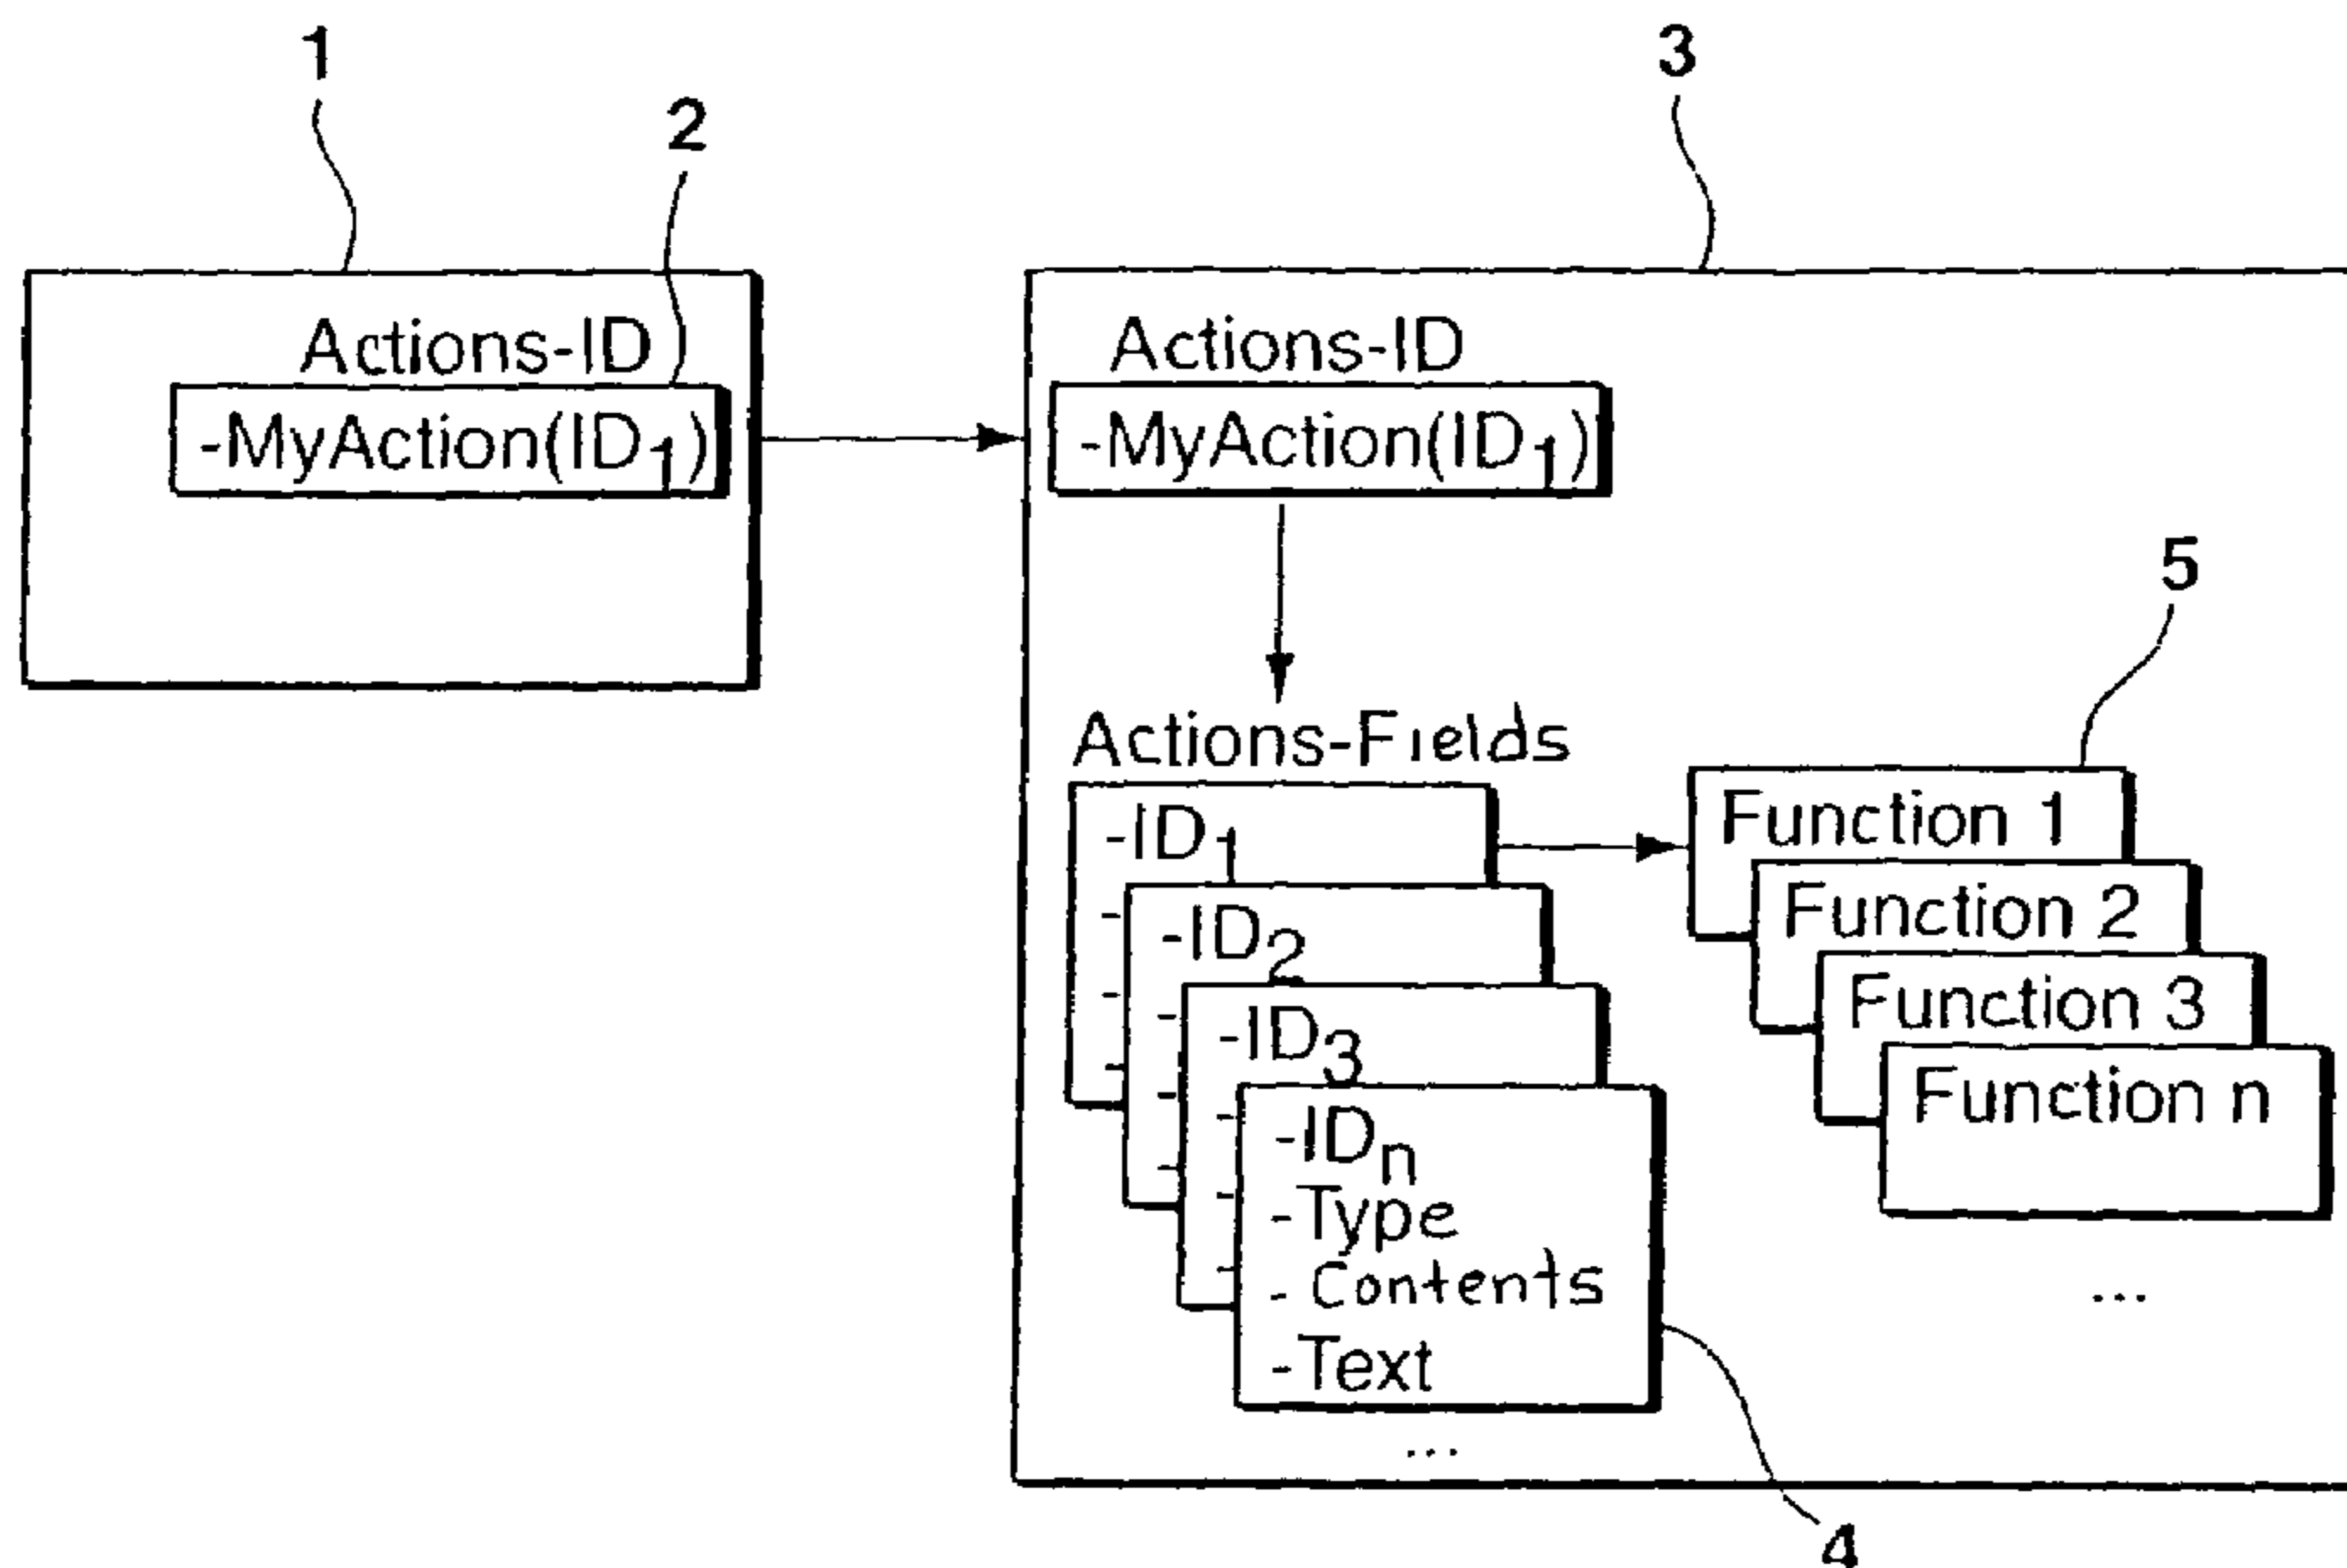 1
2
3
Actions-ID
-MyAction(ID₁)
Actions-ID
-MyAction(ID₁)
5
Actions-Fields
-ID₁
-
-
-
-ID₂
-
-
-
-ID₃
-
-
-
-IDₙ
-Type
- Contents
-Text
...
Function 1
Function 2
Function 3
Function n
...
4